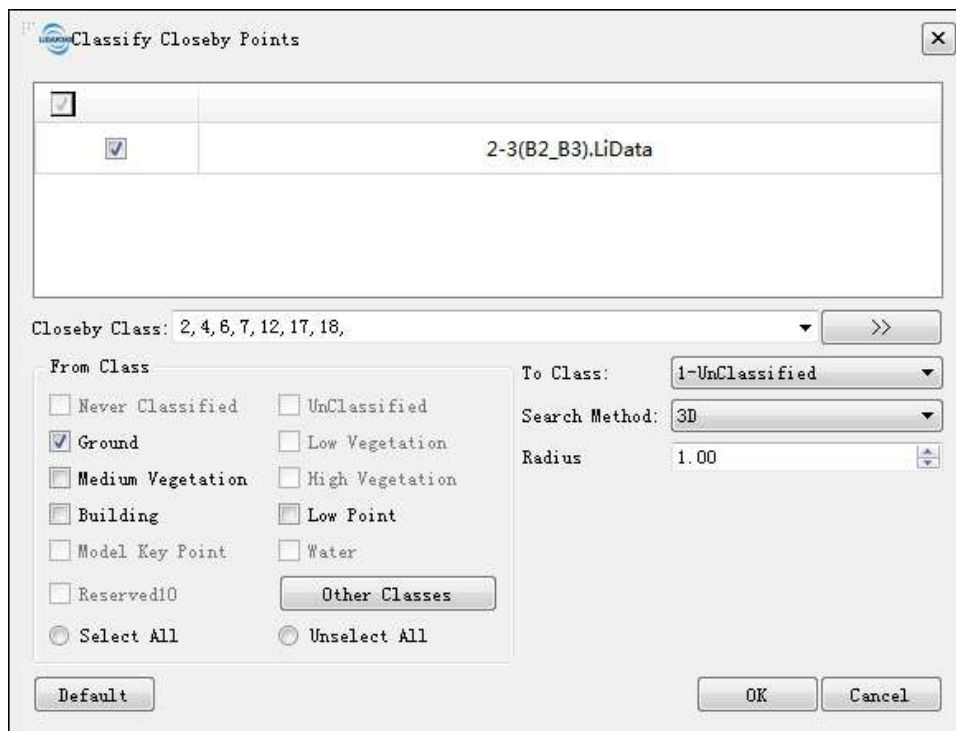 Classify Closeby Points
2-3(B2_B3).LiData
Closeby Class: 2, 4, 6, 7, 12, 17, 18, >>
From Class
Never Classified UnClassified
Ground Low Vegetation
Medium Vegetation High Vegetation
Building Low Point
Model Key Point Water
Reserved10 Other Classes
Select All Unselect All
To Class: 1-UnClassified
Search Method: 3D
Radius 1.00
Default OK Cancel